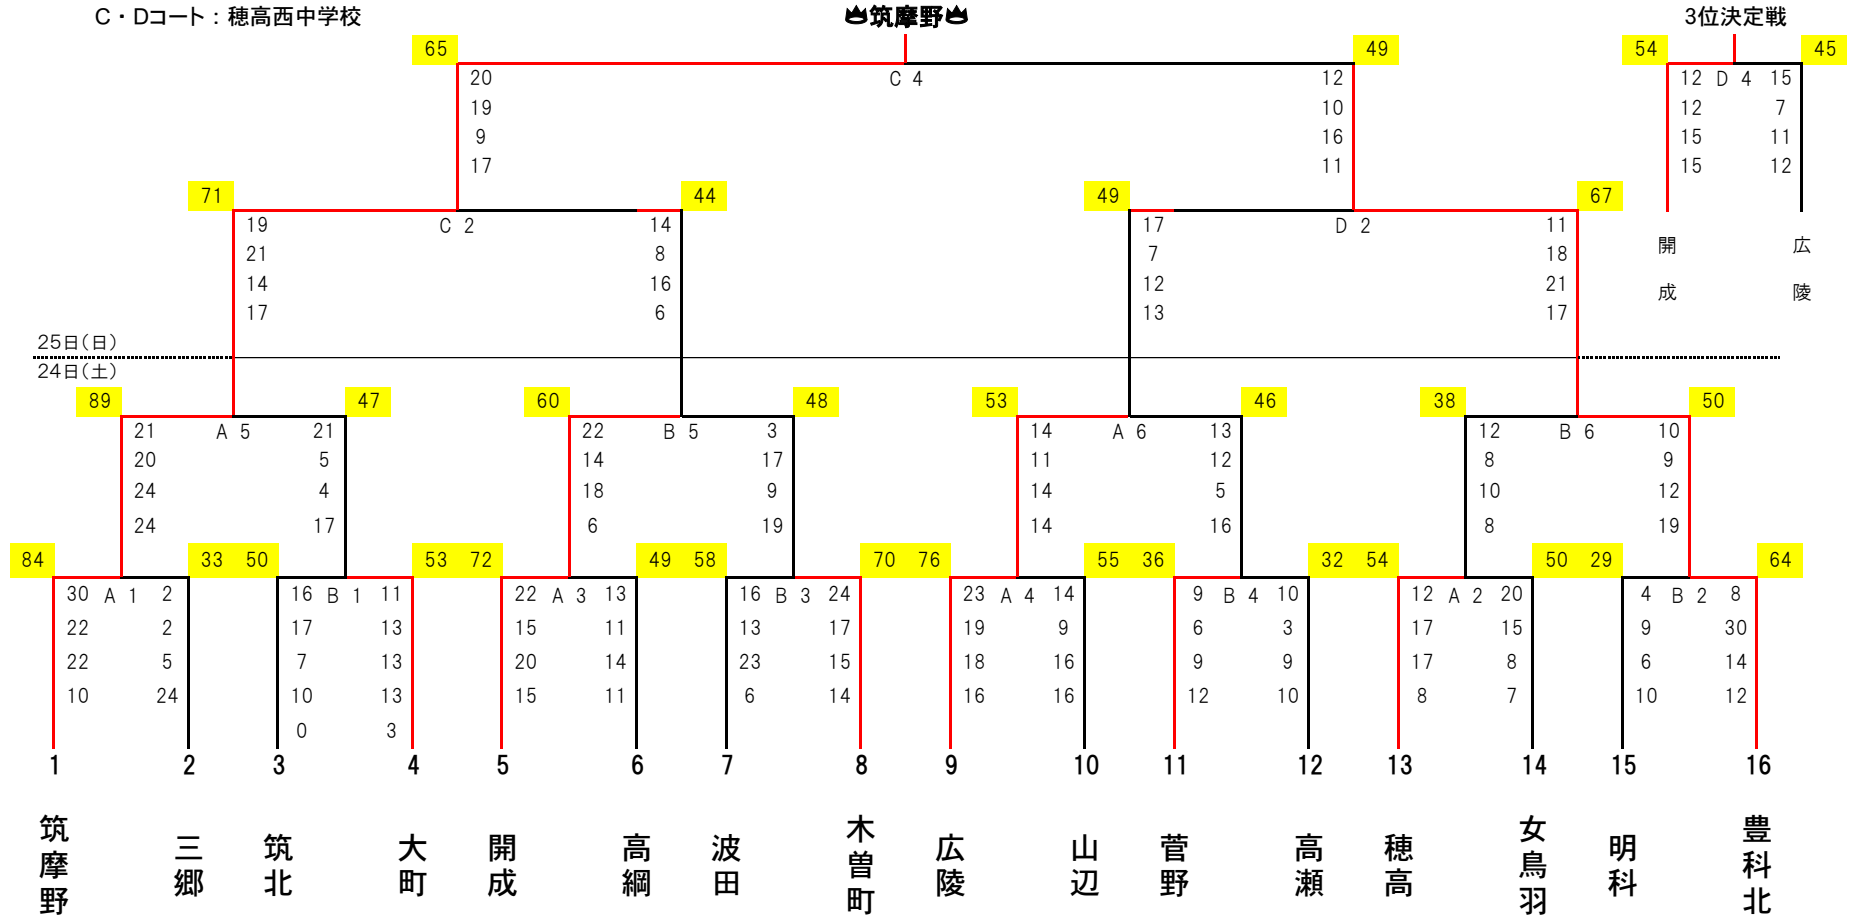 C・Dコート：穂高西中学校
筑摩野
3位決定戦
65 49 54 45
20 C 4 12 12 D 4 15
19 10 12 7
9 16 15 11
17 11 15 12
71 44 49 67
19 C 2 14 17 D 2 11
21 8 7 18
14 16 12 21
17 6 13 17
開成 広陵
25日(日)
24日(土)
89 47 60 48 53 46 38 50
21 A 5 21 22 B 5 3 14 A 6 13 12 B 6 10
20 5 14 17 11 12 8 9
24 4 18 9 14 5 10 12
24 17 6 19 14 16 8 19
84 33 50 53 72 49 58 70 76 55 36 32 54 50 29 64
30 A 1 2 16 B 1 11 22 A 3 13 16 B 3 24 23 A 4 14 9 B 4 10 12 A 2 20 4 B 2 8
22 2 17 13 15 11 13 17 19 9 6 3 17 15 9 30
22 5 7 13 20 14 23 15 18 16 9 9 17 8 6 14
10 24 10 13 15 11 6 14 16 16 12 10 8 7 10 12
0 3
1 2 3 4 5 6 7 8 9 10 11 12 13 14 15 16
筑摩野
三郷
筑北
大町
開成
高綱
波田
木曽町
広陵
山辺
菅野
高瀬
穂高
女鳥羽
明科
豊科北